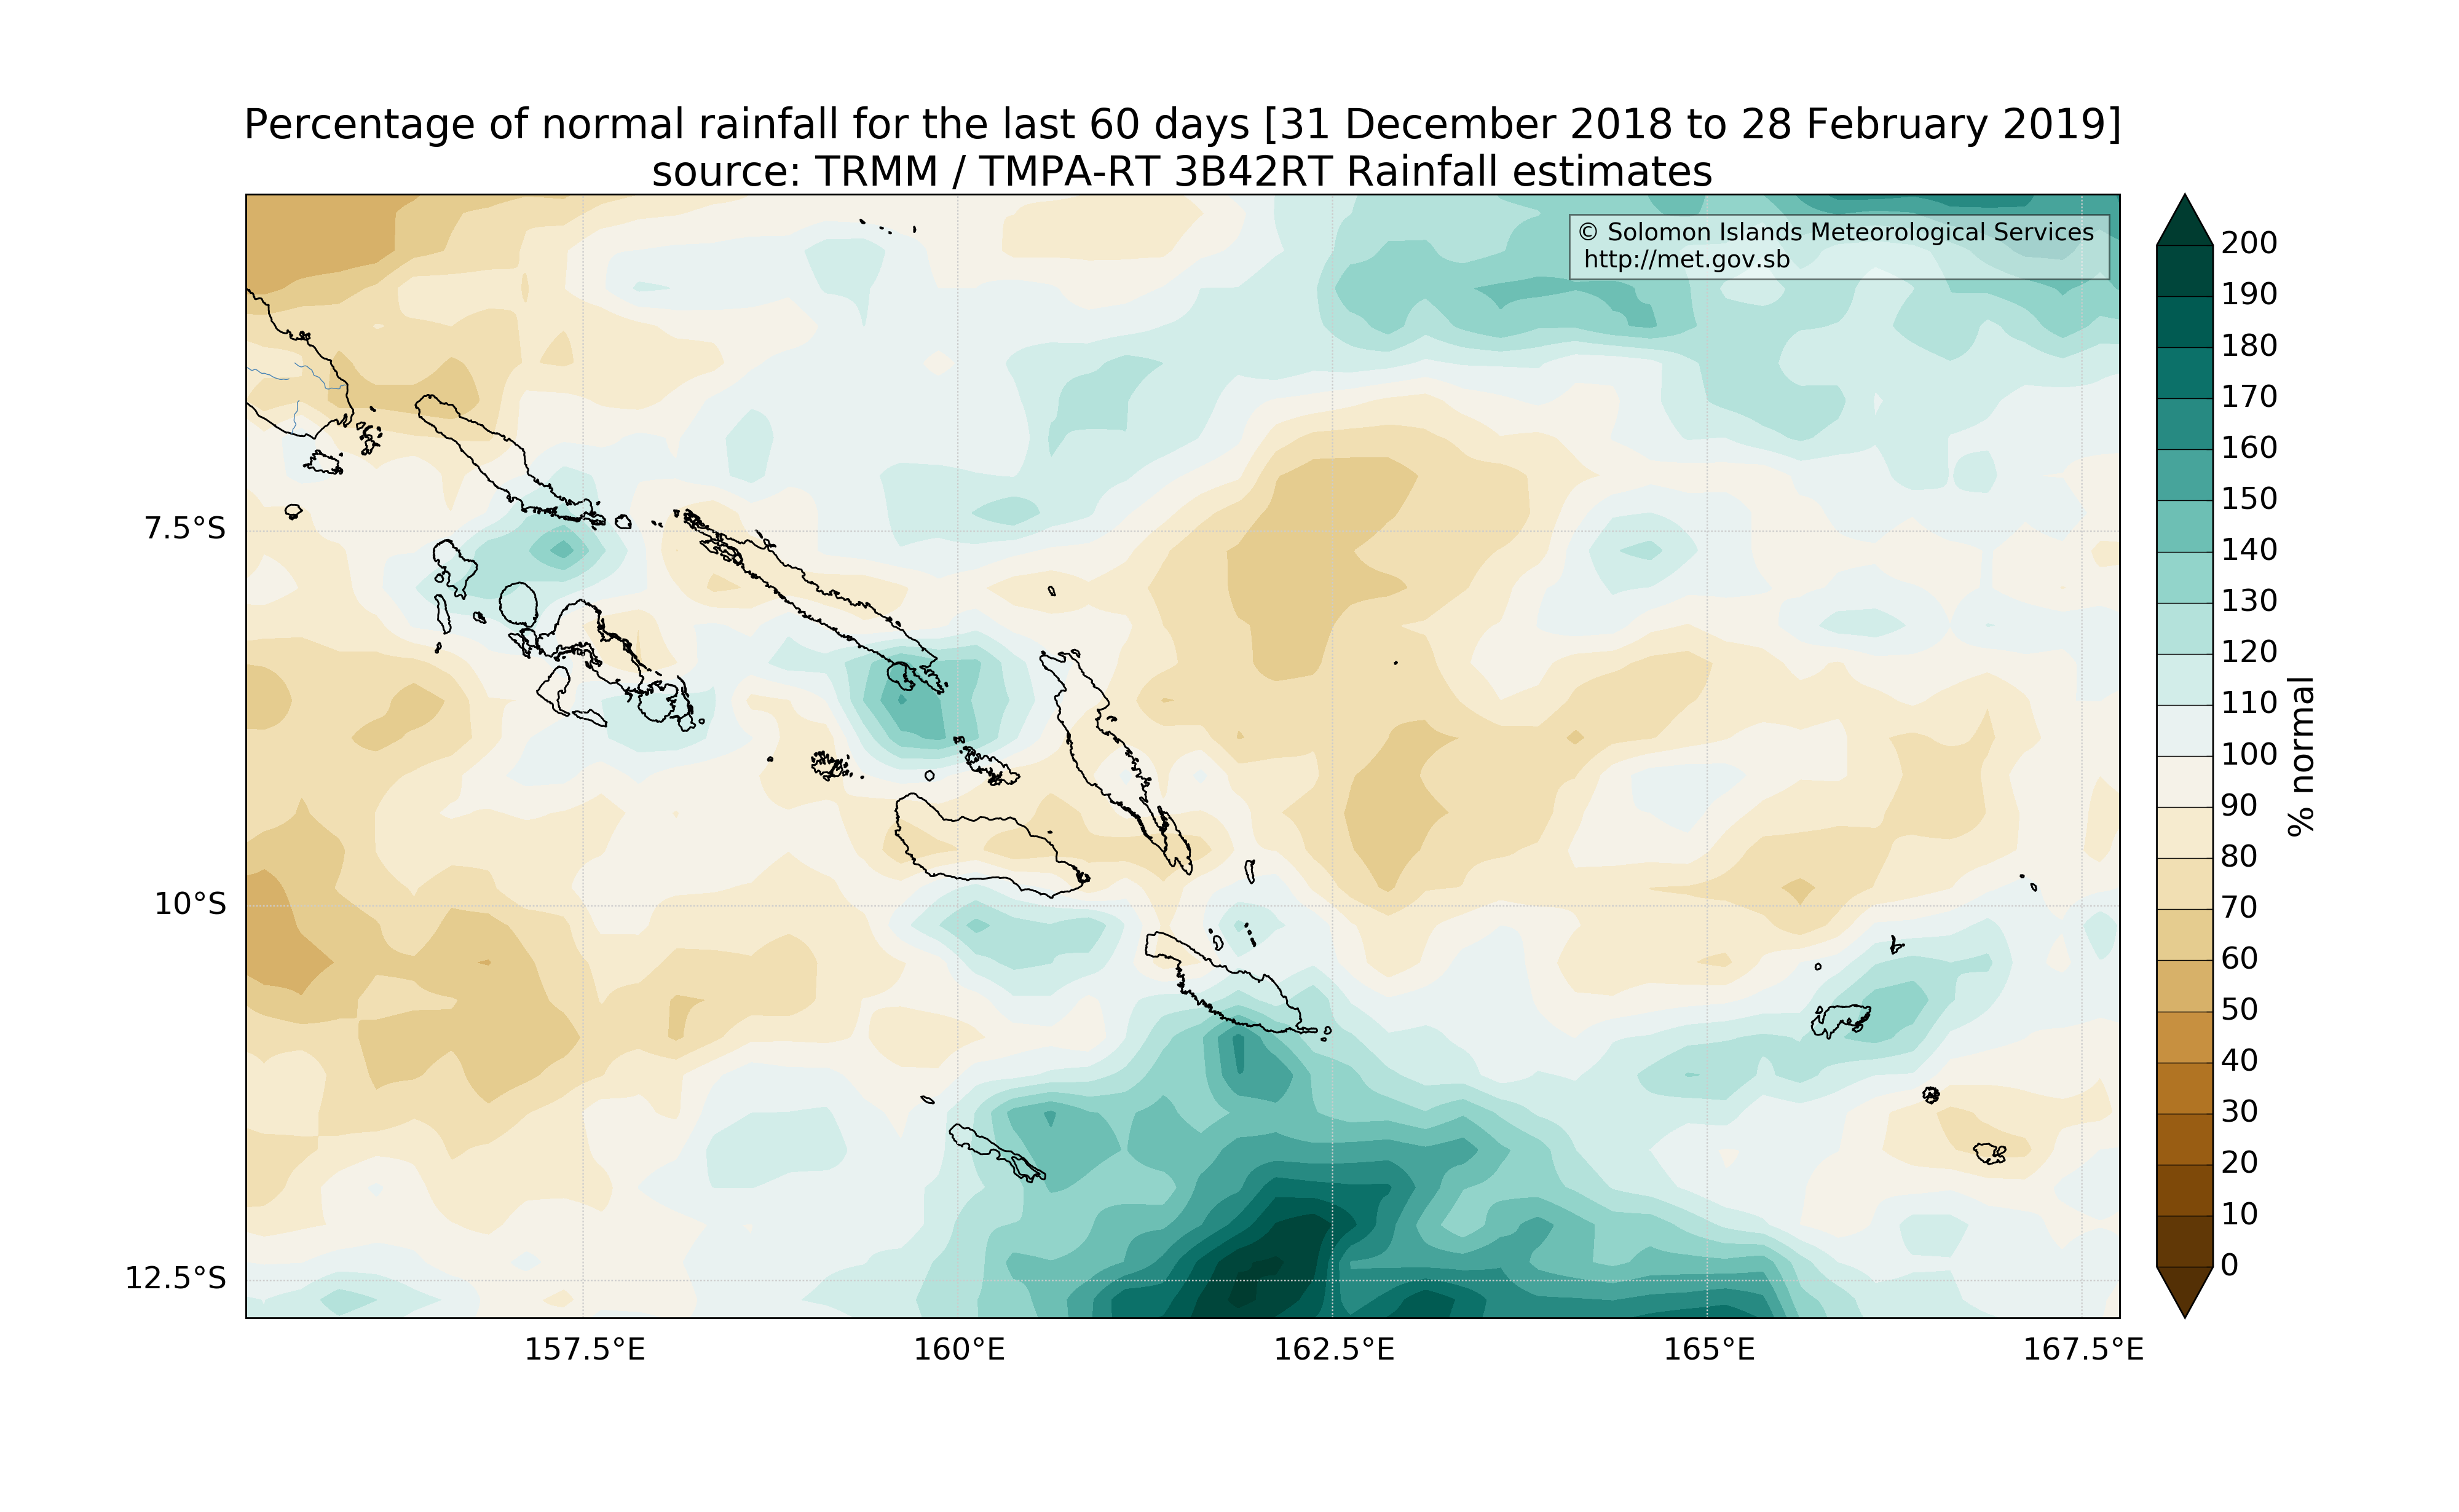 Percentage of normal rainfall for the last 60 days [31 December 2018 to 28 February 2019]
source: TRMM / TMPA-RT 3B42RT Rainfall estimates
© Solomon Islands Meteorological Services
http://met.gov.sb
7.5°S
10°S
12.5°S
157.5°E
160°E
162.5°E
165°E
167.5°E
200
190
180
170
160
150
140
130
120
110
100
90
80
70
60
50
40
30
20
10
0
% normal